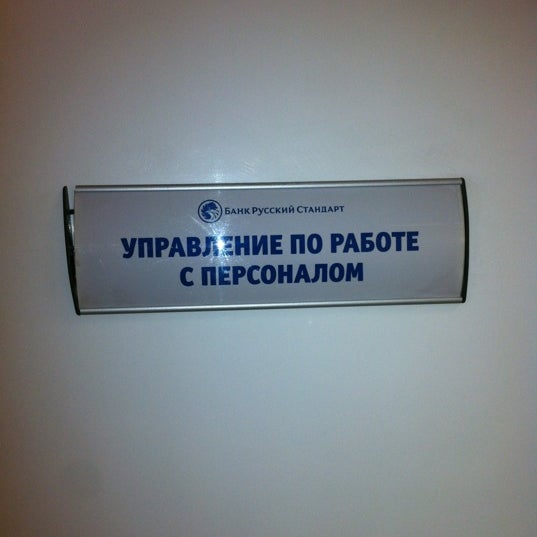 Банк Русский Стандарт
УПРАВЛЕНИЕ ПО РАБОТЕ
С ПЕРСОНАЛОМ